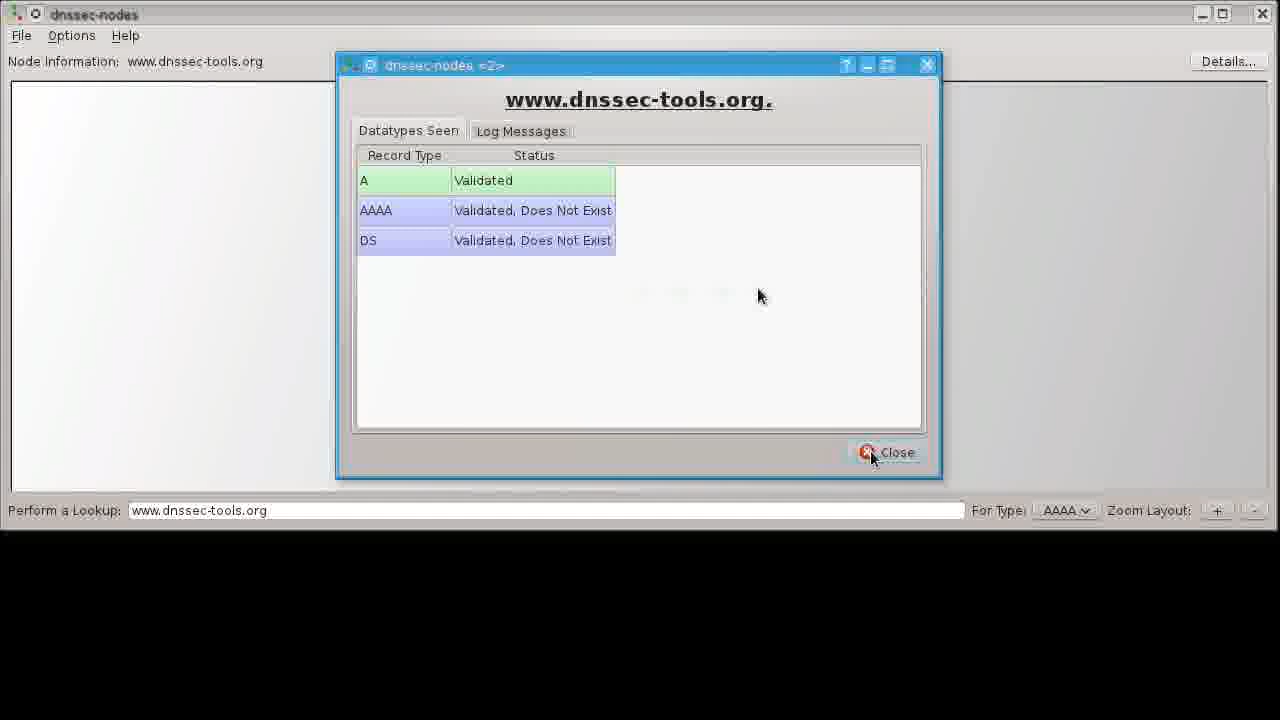 dnssec-nodes
File Options Help
Node Information: www.dnssec-tools.org
Details...
dnssec-nodes <2>
www.dnssec-tools.org.
Datatypes Seen Log Messages
Record Type Status
A Validated
AAAA Validated, Does Not Exist
DS Validated, Does Not Exist
Close
Perform a Lookup: www.dnssec-tools.org For Type: AAAA Zoom Layout: + -